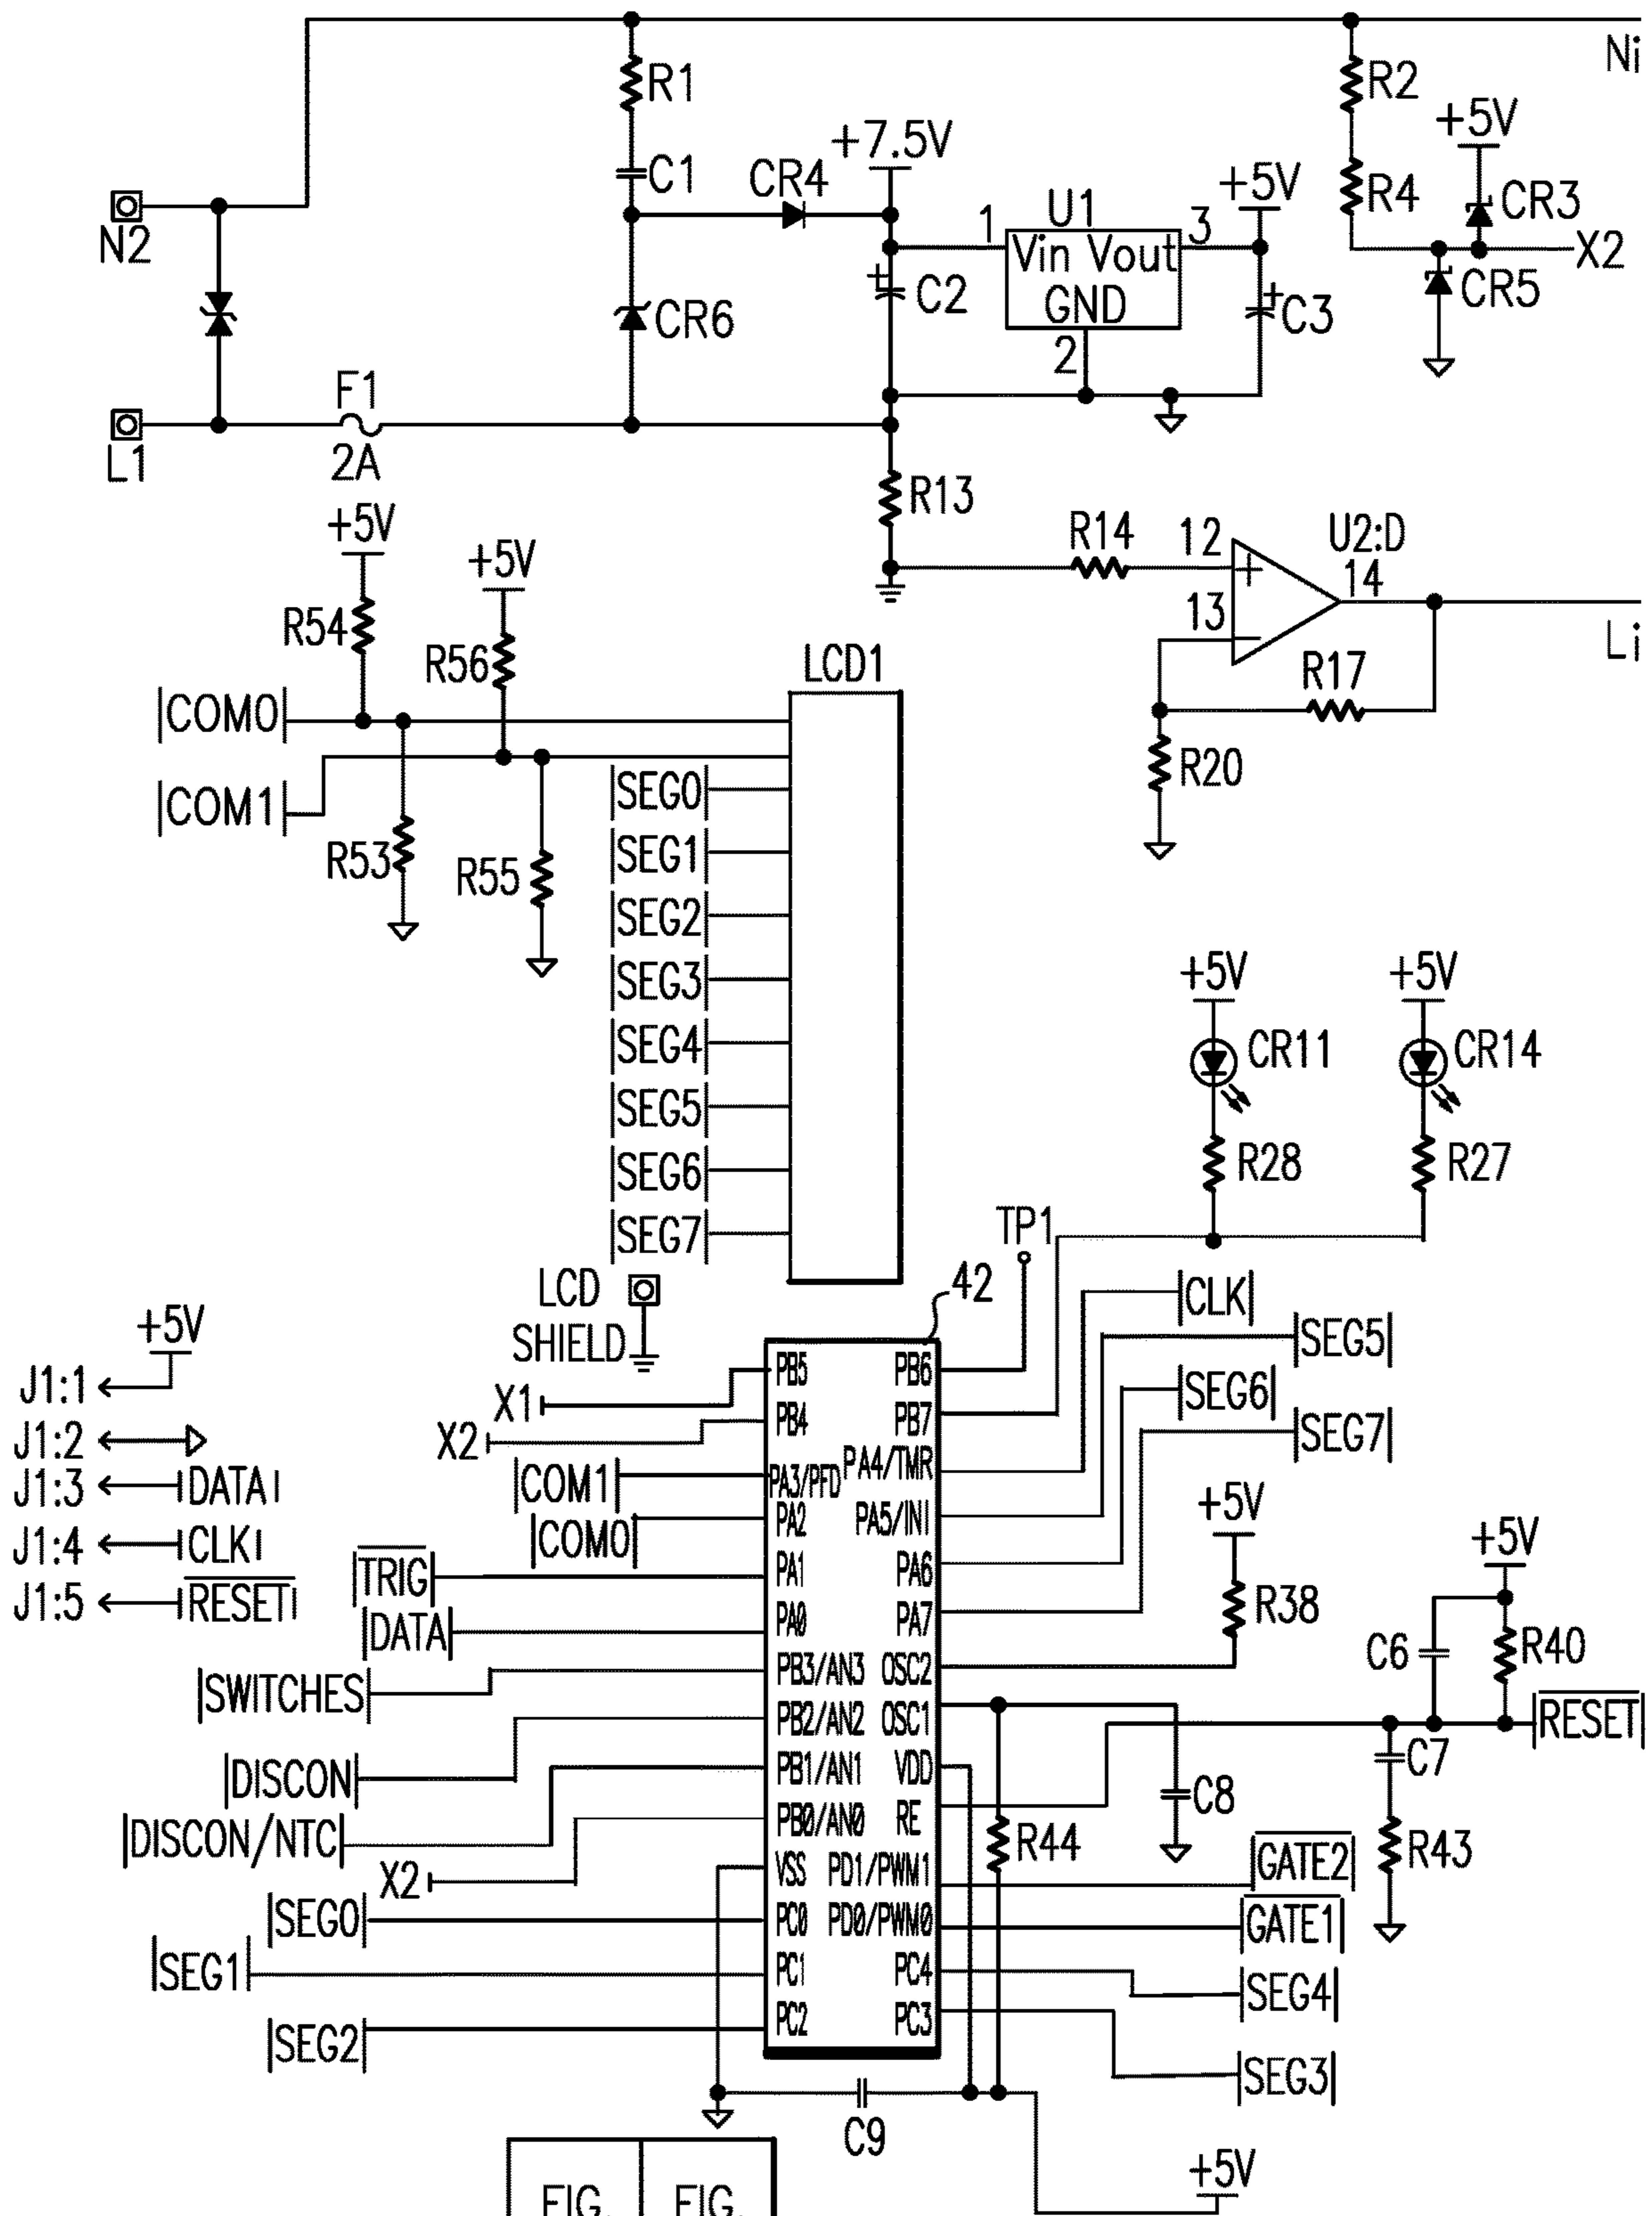 Ni
R1
R2
+5V
+7.5V
C1
CR4
+5V
R4
CR3
N2
1
U1
3
Vin Vout
X2
GND
C2
CR6
CR5
C3
2
F1
L1
2A
R13
+5V
+5V
R14
12
U2:D
14
13
R54
R56
Li
LCD1
R17
COM0
R20
COM1
SEG0
R53
R55
SEG1
SEG2
SEG3
+5V
+5V
SEG4
CR11
CR14
SEG5
SEG6
R28
R27
SEG7
TP1
LCD
SHIELD
42
CLK
+5V
SEG5
J1:1
PB5
PB6
X1
SEG6
J1:2
X2
PB4
PB7
SEG7
J1:3
DATA
COM1
PA3/PFD
PA4/TMR
+5V
J1:4
CLK
COM0
PA2
PA5/INI
+5V
J1:5
RESET
TRIG
PA1
PA6
R38
DATA
PA0
PA7
C6
R40
SWITCHES
PB3/AN3
OSC2
PB2/AN2
OSC1
RESET
DISCON
PB1/AN1
VDD
C7
C8
DISCON/NTC
PB0/AN0
RE
R44
R43
X2
VSS
PD1/PWM1
GATE2
SEG0
PC0
PD0/PWM0
GATE1
SEG1
PC1
PC4
SEG4
SEG2
PC2
PC3
SEG3
C9
+5V
FIG.
FIG.